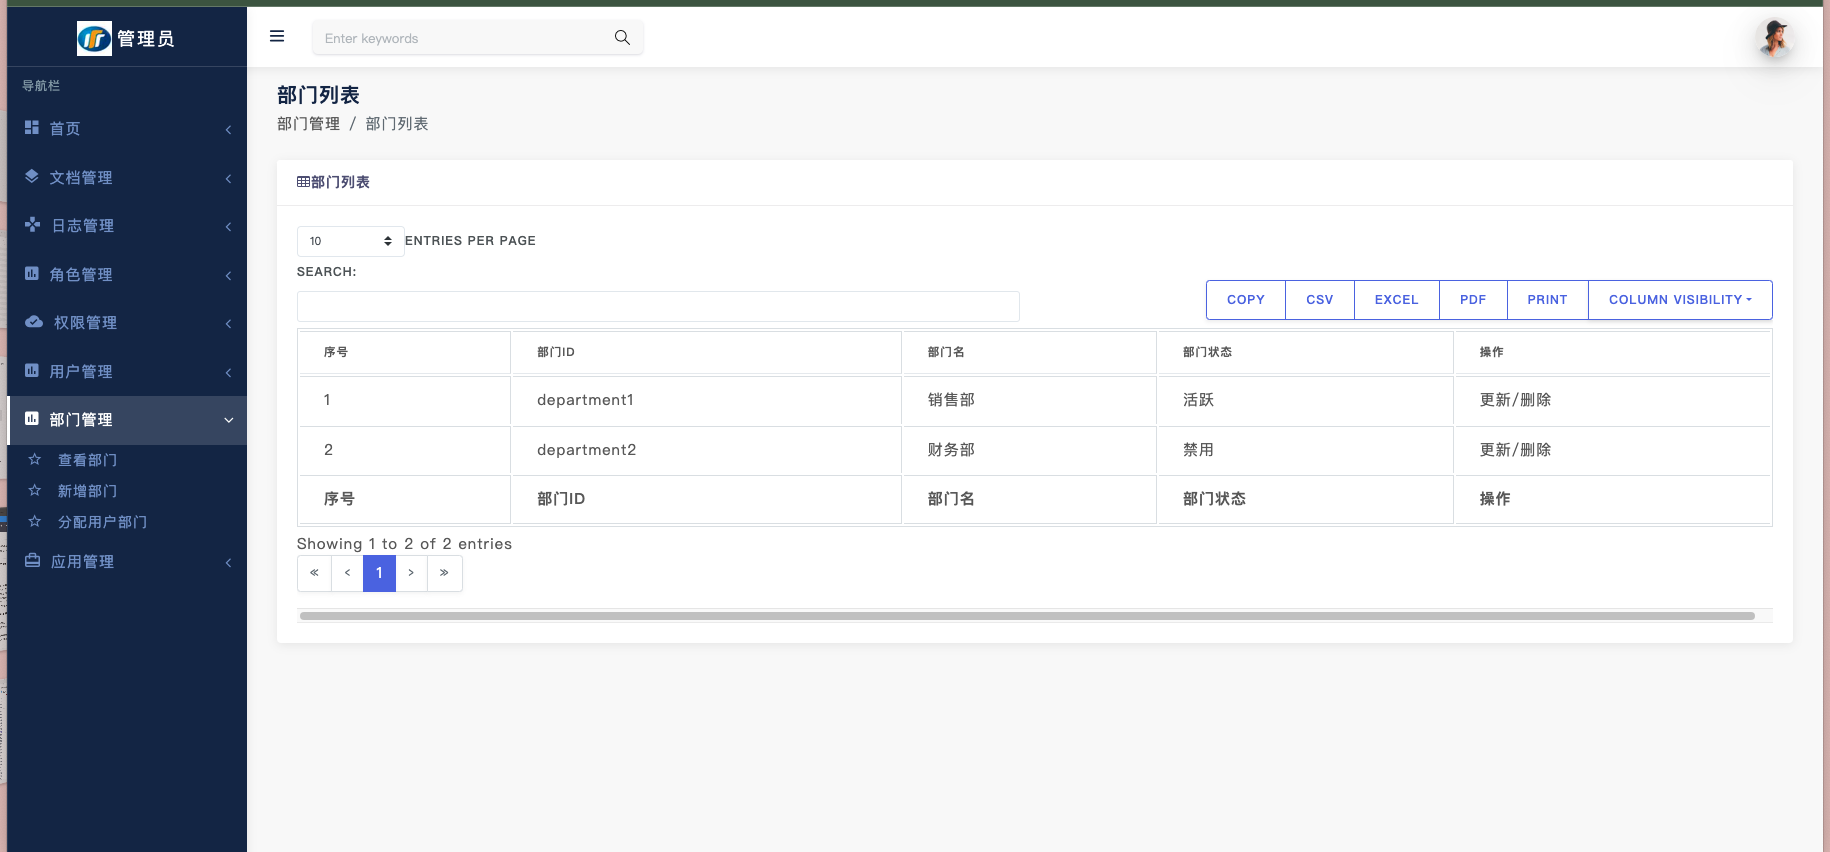 管理员
Enter keywords
导航栏
首页
文档管理
日志管理
角色管理
权限管理
用户管理
部门管理
查看部门
新增部门
分配用户部门
应用管理
部门列表
部门管理 / 部门列表
部门列表
10 ENTRIES PER PAGE
SEARCH:
COPY CSV EXCEL PDF PRINT COLUMN VISIBILITY
序号 部门ID 部门名 部门状态 操作
1 department1 销售部 活跃 更新/删除
2 department2 财务部 禁用 更新/删除
序号 部门ID 部门名 部门状态 操作
Showing 1 to 2 of 2 entries
« ‹ 1 › »